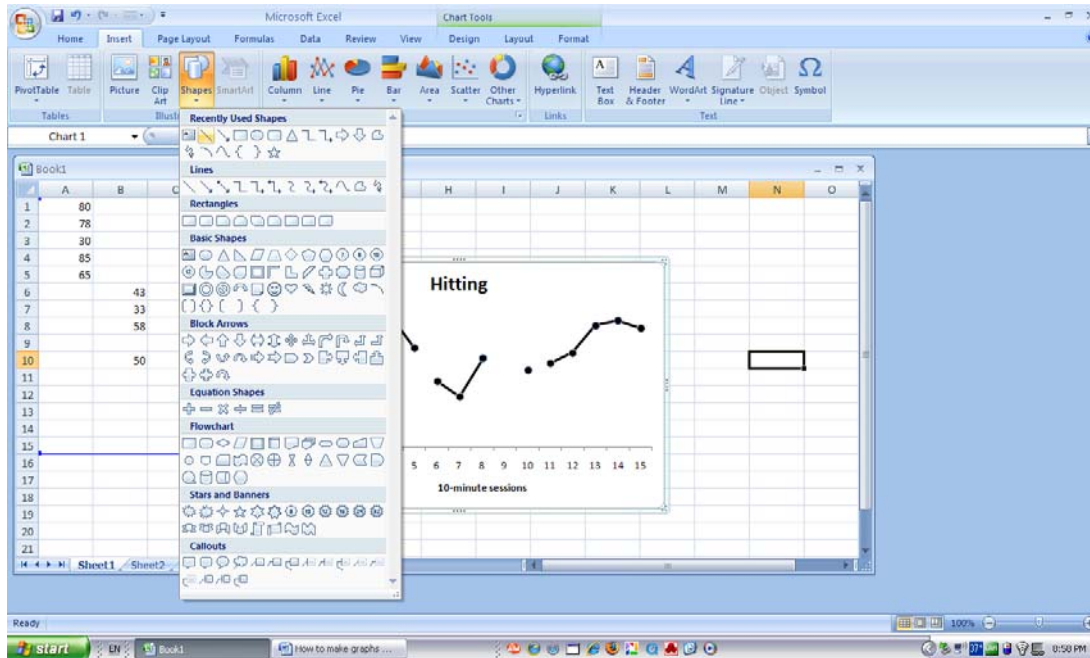 Microsoft Excel
Chart Tools
Home Insert Page Layout Formulas Data Review View Design Layout Format
PivotTable Table Picture Clip Art Shapes SmartArt Column Line Pie Bar Area Scatter Other Charts Hyperlink Text Box Header & Footer WordArt Signature Line Object Symbol
Tables Links Text
Chart 1
Recently Used Shapes
Lines
Rectangles
Basic Shapes
Block Arrows
Equation Shapes
Flowchart
Stars and Banners
Callouts
Book1
A B C H I J K L M N O
1 80
2 78
3 30
4 85
5 65
6 43
7 33
8 58
9
10 50
11
12
13
14
15
16
17
18
19
20
21
Hitting
5 6 7 8 9 10 11 12 13 14 15
10-minute sessions
Sheet1 Sheet2
Ready
100%
start EN Book1 How to make graphs ... 8:58 PM